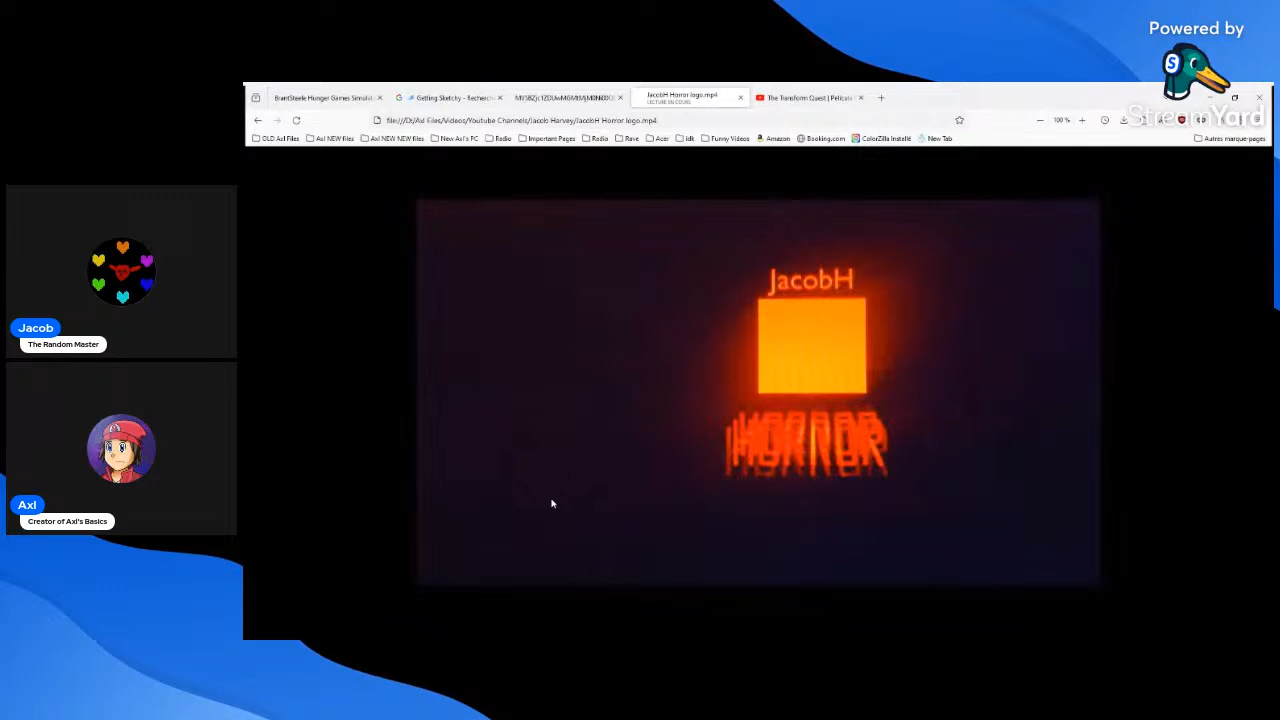 Powered by
S
StreamYard
BrantSteele Hunger Games Simulat
G Getting Sketchy - Recherch
JacobH Horror logo.mp4
LECTURE EN COURS
The Transform Quest | Pelicula
file:///D:/Axl Files/Videos/Youtube Channels/Jacob Harvey/JacobH Horror logo.mp4
100 %
OLD Axl Files
Axl NEW files
Axl NEW NEW files
Radio
Important Pages
New Axl's PC
Radio
Rave
Acer
idk
Funny Videos
Amazon
Booking.com
ColorZilla Installé
New Tab
Autres marque-pages
JacobH
HORROR
Jacob
The Random Master
Axl
Creator of Axl's Basics